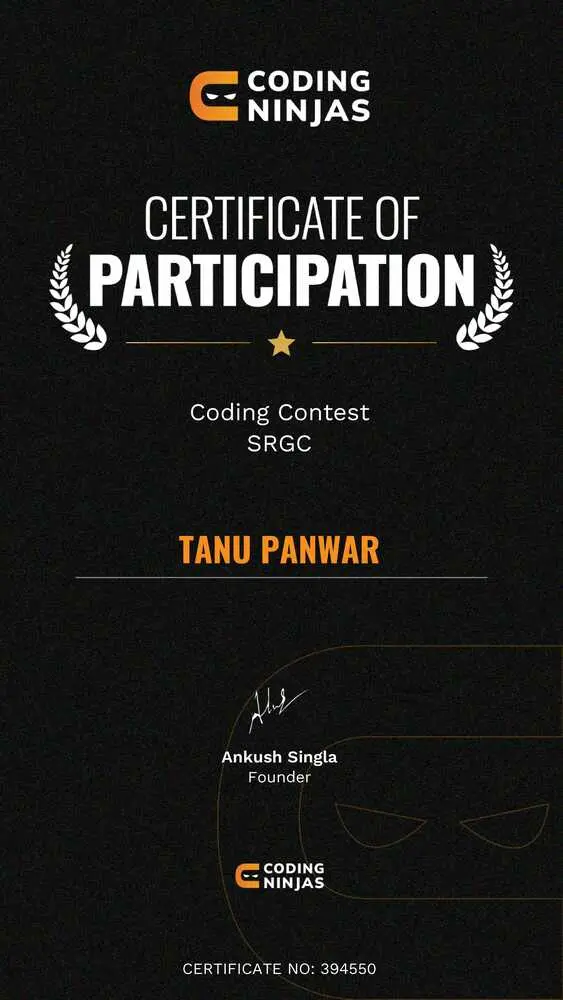 CODING
NINJAS
CERTIFICATE OF
PARTICIPATION
Coding Contest
SRGC
TANU PANWAR
Ankush Singla
Founder
CODING
NINJAS
CERTIFICATE NO: 394550